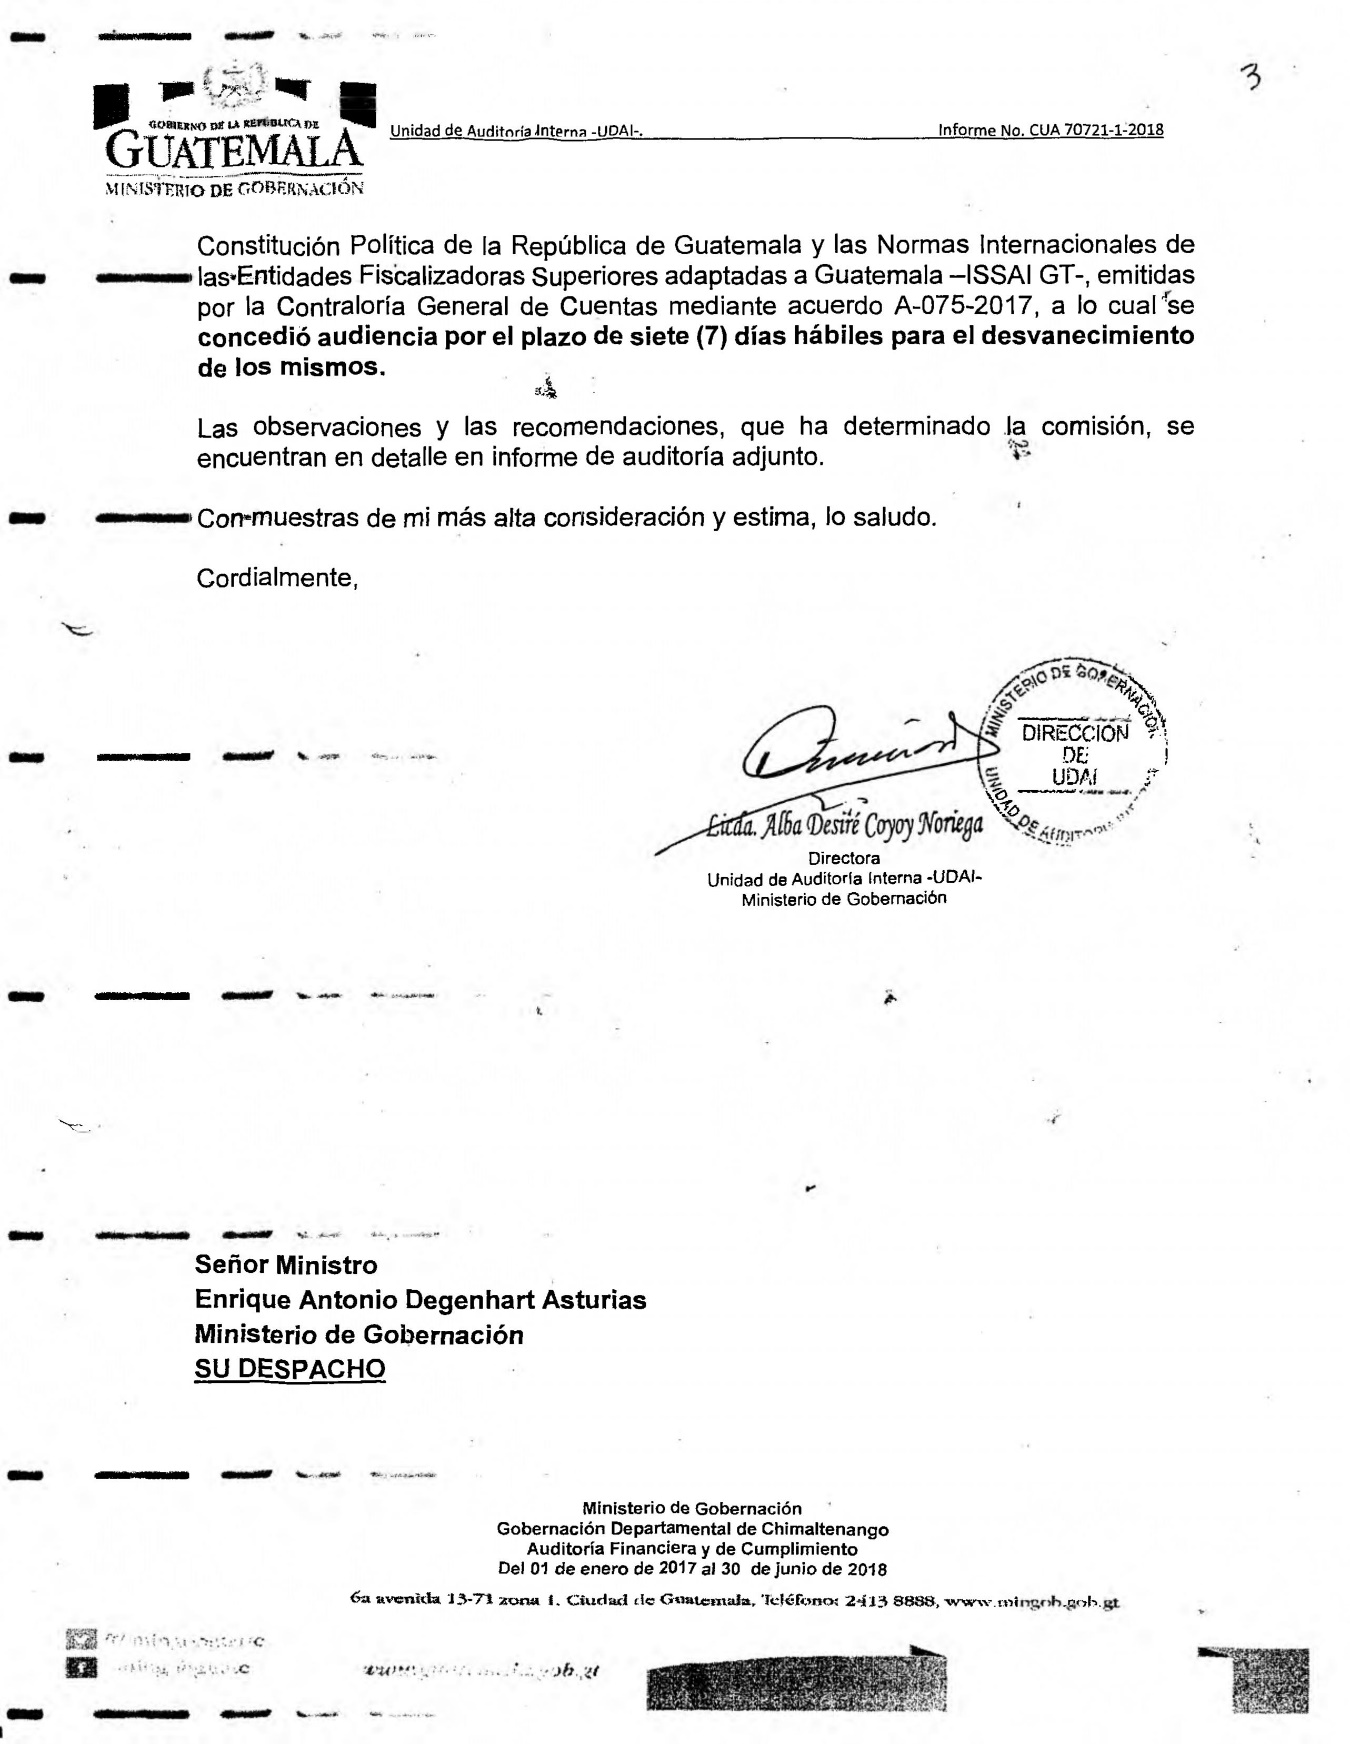 3
GOBIERNO DE LA REPÚBLICA DE
GUATEMALA
MINISTERIO DE GOBERNACIÓN
Unidad de Auditoría Interna -UDAI-. Informe No. CUA 70721-1-2018
Constitución Política de la República de Guatemala y las Normas Internacionales de
las Entidades Fiscalizadoras Superiores adaptadas a Guatemala –ISSAI GT-, emitidas
por la Contraloría General de Cuentas mediante acuerdo A-075-2017, a lo cual se
concedió audiencia por el plazo de siete (7) días hábiles para el desvanecimiento
de los mismos.
Las observaciones y las recomendaciones, que ha determinado la comisión, se
encuentran en detalle en informe de auditoría adjunto.
Con muestras de mi más alta consideración y estima, lo saludo.
Cordialmente,
MINISTERIO DE GOBERNACIÓN
DIRECCION
DE
UDAI
UNIDAD DE AUDITORIA
Licda. Alba Desiré Coyoy Noriega
Directora
Unidad de Auditoría Interna -UDAI-
Ministerio de Gobernación
Señor Ministro
Enrique Antonio Degenhart Asturias
Ministerio de Gobernación
SU DESPACHO
Ministerio de Gobernación
Gobernación Departamental de Chimaltenango
Auditoría Financiera y de Cumplimiento
Del 01 de enero de 2017 al 30 de junio de 2018
6a avenida 13-71 zona 1. Ciudad de Guatemala, Teléfono: 2413 8888, www.mingob.gob.gt